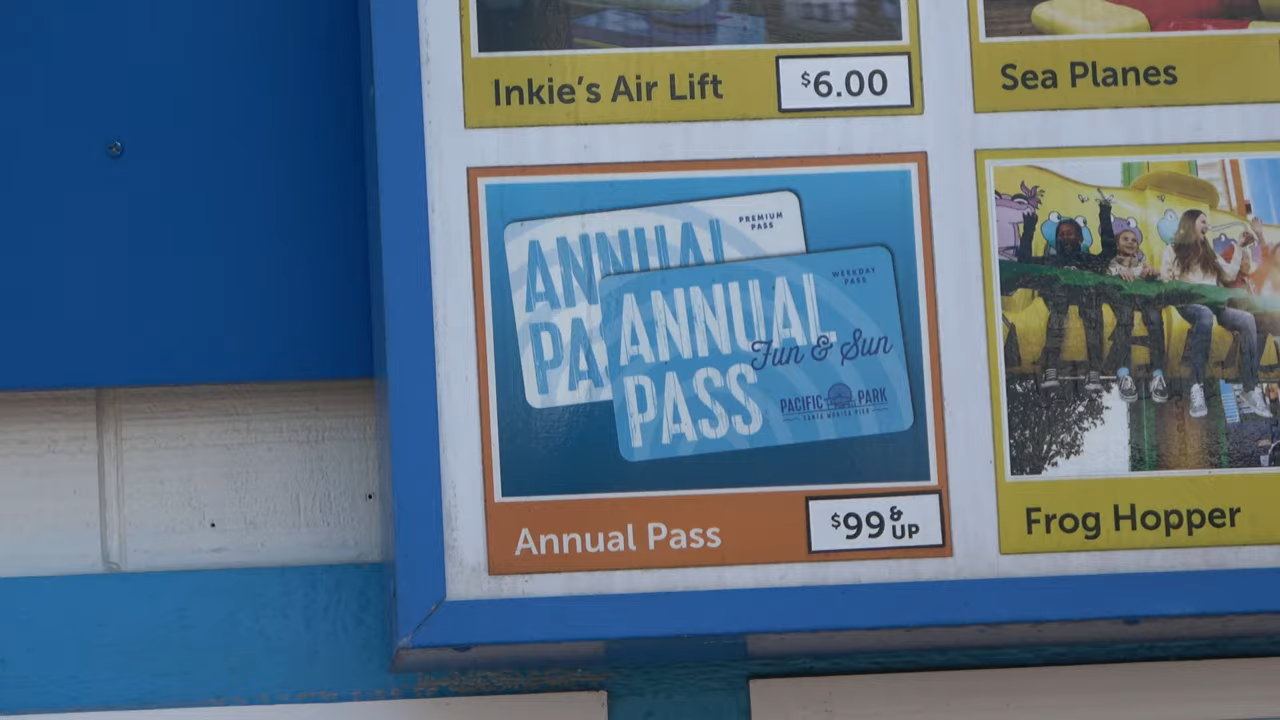 Inkie's Air Lift
$6.00
Sea Planes
PREMIUM
PASS
ANNUAL
PA
WEEKDAY
PASS
ANNUAL
Fun & Sun
PASS
PACIFIC PARK
SANTA MONICA PIER
Annual Pass
$99 & UP
Frog Hopper